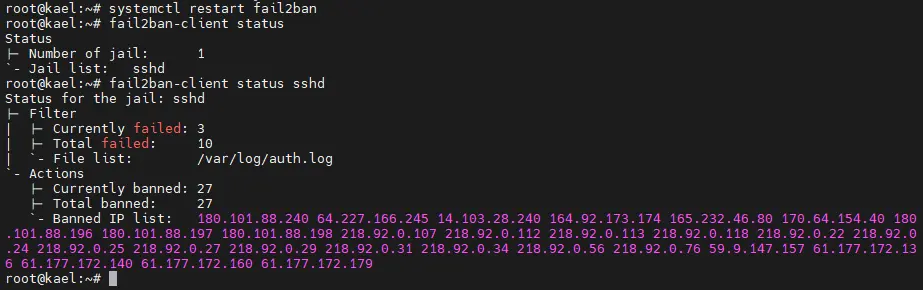 root@kael:~# systemctl restart fail2ban
root@kael:~# fail2ban-client status
Status
|- Number of jail:      1
`- Jail list:   sshd
root@kael:~# fail2ban-client status sshd
Status for the jail: sshd
|- Filter
|  |- Currently failed: 3
|  |- Total failed:     10
|  `- File list:        /var/log/auth.log
`- Actions
   |- Currently banned: 27
   |- Total banned:     27
   `- Banned IP list:   180.101.88.240 64.227.166.245 14.103.28.240 164.92.173.174 165.232.46.80 170.64.154.40 180
.101.88.196 180.101.88.197 180.101.88.198 218.92.0.107 218.92.0.112 218.92.0.113 218.92.0.118 218.92.0.22 218.92.0
.24 218.92.0.25 218.92.0.27 218.92.0.29 218.92.0.31 218.92.0.34 218.92.0.56 218.92.0.76 59.9.147.157 61.177.172.13
6 61.177.172.140 61.177.172.160 61.177.172.179
root@kael:~#